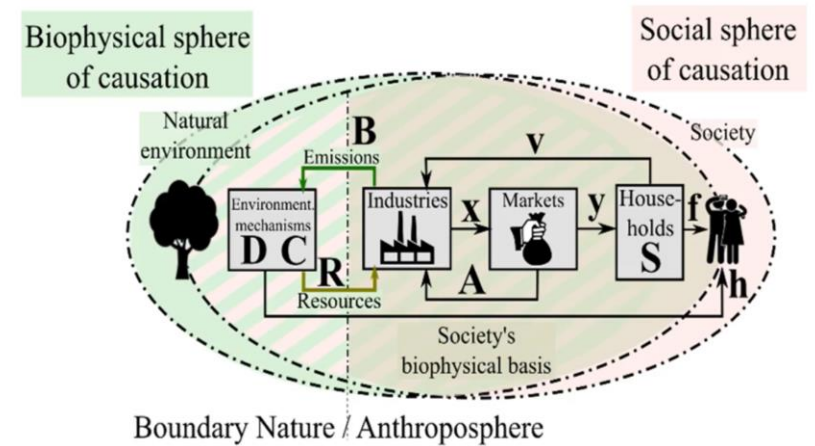 Biophysical sphere
of causation
Social sphere
of causation
Natural
environment
Society
B
Emissions
v
Environment.
mechanisms
D C
Industries
x
Markets
y
House-
holds
S
f
R
Resources
A
h
Society's
biophysical basis
Boundary Nature / Anthroposphere